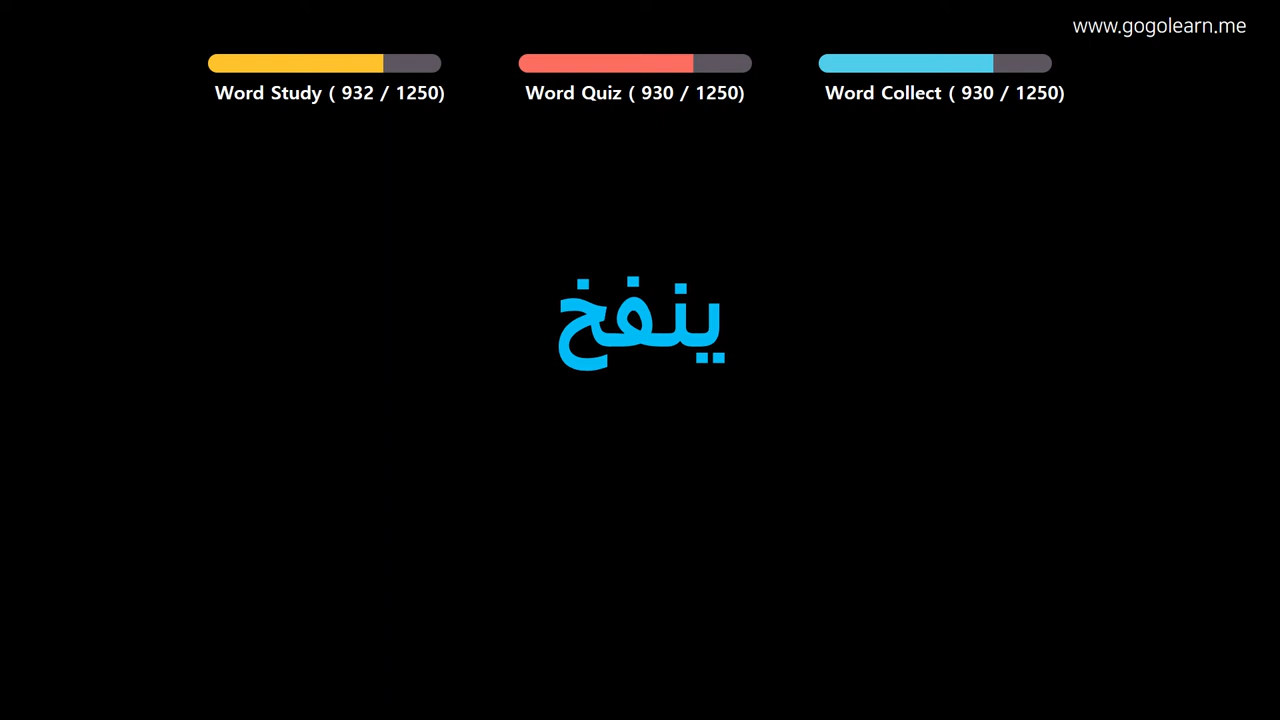 www.gogolearn.me
Word Study ( 932 / 1250)
Word Quiz ( 930 / 1250)
Word Collect ( 930 / 1250)
ينفخ